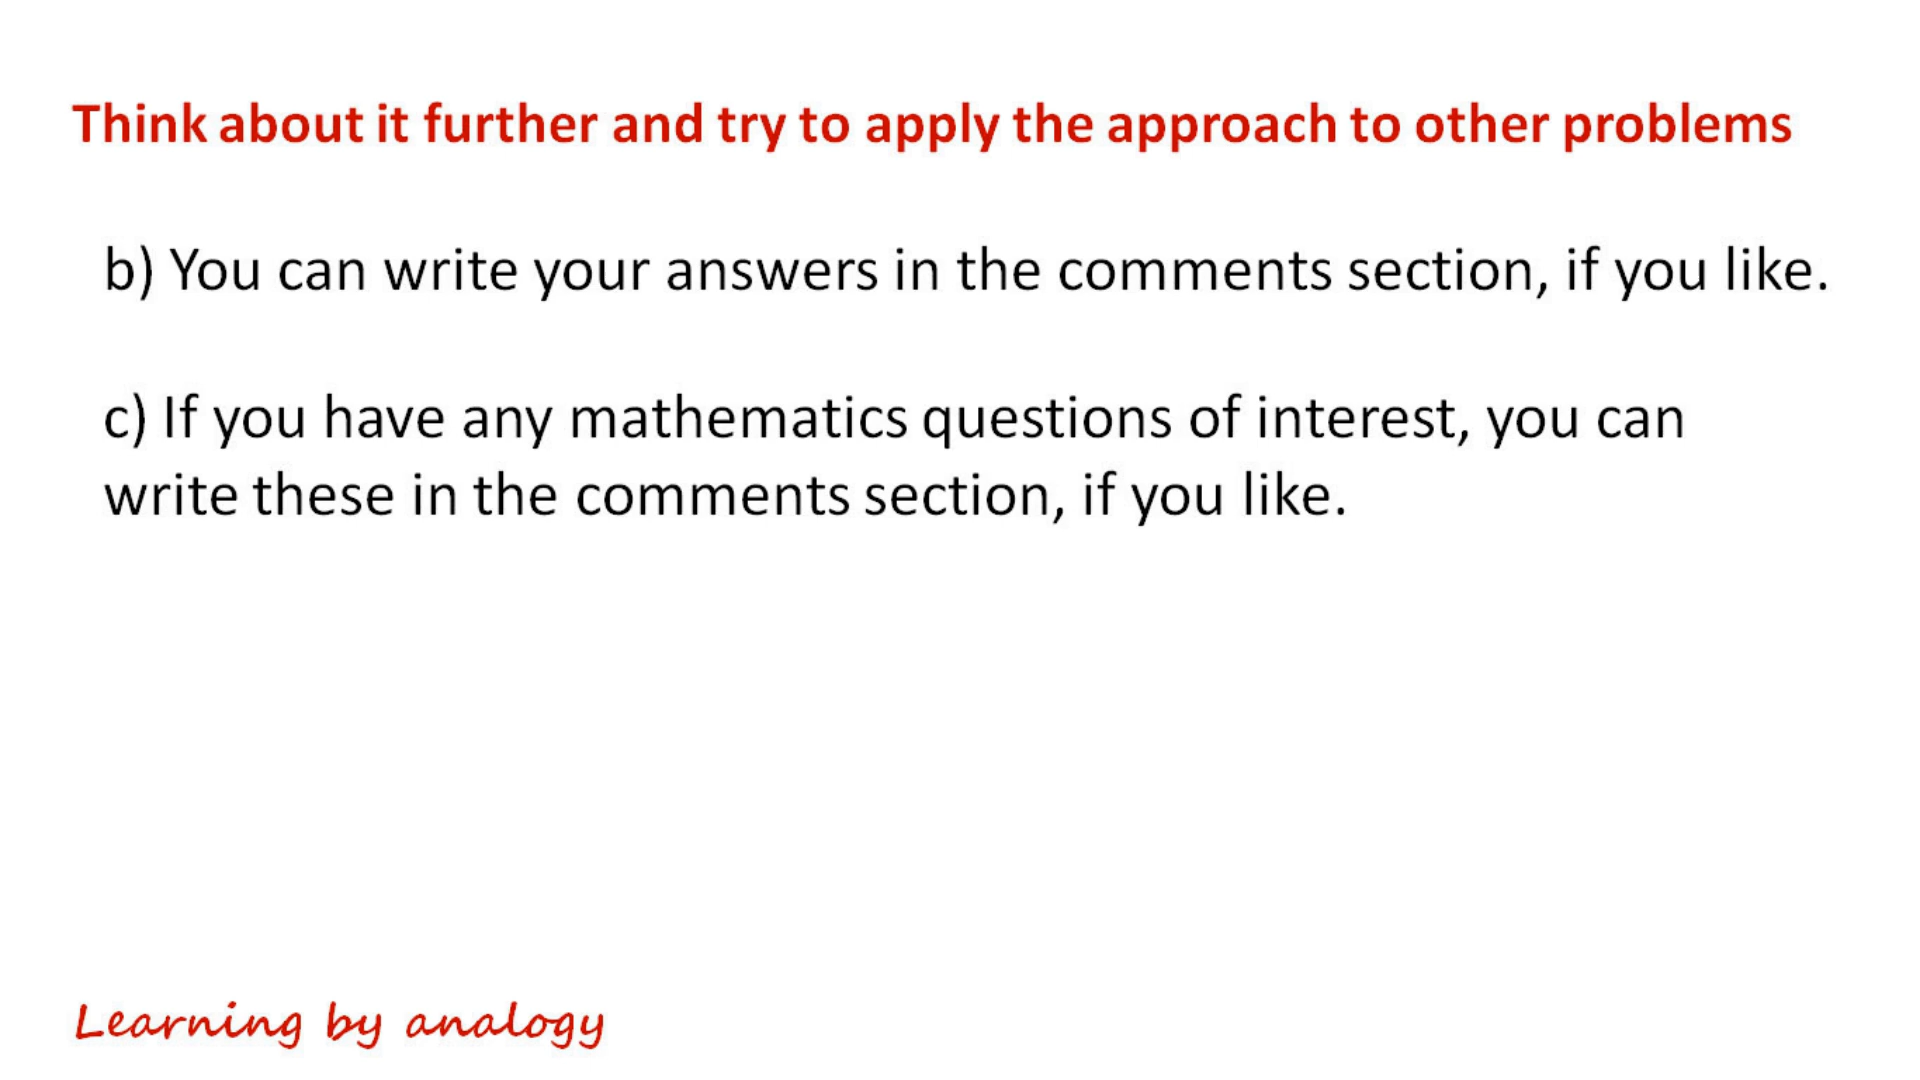 Think about it further and try to apply the approach to other problems
b) You can write your answers in the comments section, if you like.
c) If you have any mathematics questions of interest, you can
write these in the comments section, if you like.
Learning by analogy